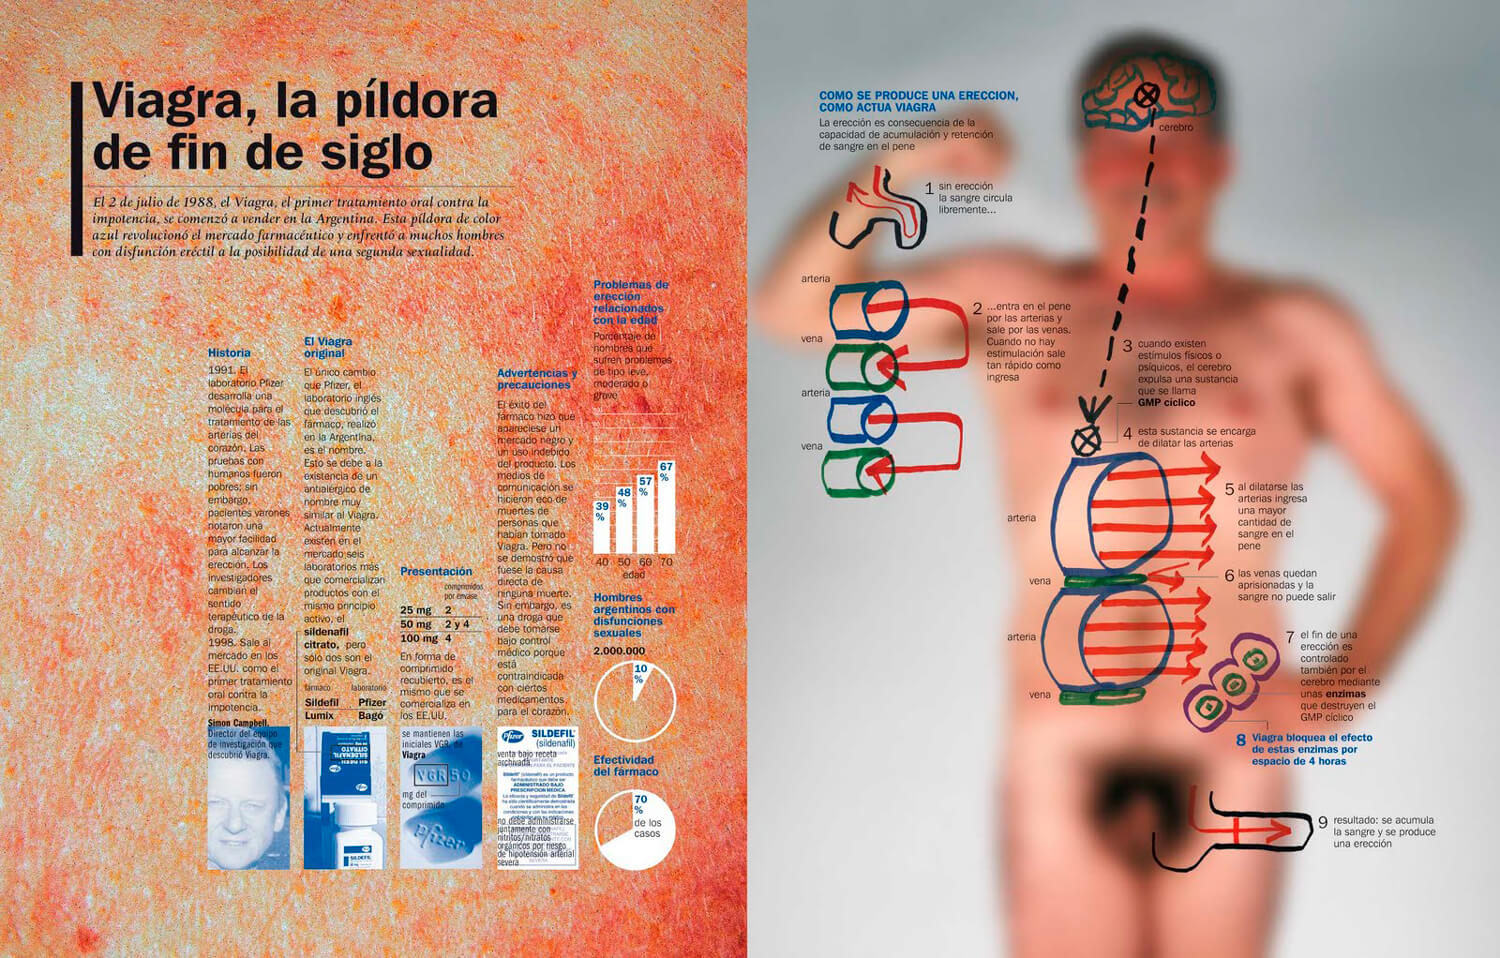 Viagra, la píldora
de fin de siglo
El 2 de julio de 1988, el Viagra, el primer tratamiento oral contra la
impotencia, se comenzó a vender en la Argentina. Esta píldora de color
azul revolucionó el mercado farmacéutico y enfrentó a muchos hombres
con disfunción eréctil a la posibilidad de una segunda sexualidad.
Historia
1991. El
laboratorio Pfizer
desarrolla una
molécula para el
tratamiento de las
arterias del
corazón. Las
pruebas con
humanos fueron
pobres; sin
embargo,
pacientes varones
notaron una
mayor facilidad
para alcanzar la
erección. Los
investigadores
cambian el
sentido
terapéutico de la
droga.
1998. Sale al
mercado en los
EE.UU. como el
primer tratamiento
oral contra la
impotencia.
Simon Campbell.
Director del equipo
de investigación que
descubrió Viagra.
El Viagra
original
El único cambio
que Pfizer, el
laboratorio inglés
que descubrió el
fármaco, realizó
en la Argentina,
es el nombre.
Esto se debe a la
existencia de un
antialérgico de
nombre muy
similar al Viagra.
Actualmente
existen en el
mercado seis
laboratorios más
que comercializan
productos con el
mismo principio
activo, el
sildenafil
citrato, pero
sólo dos son el
original Viagra.
fármaco laboratorio
Sildefil Pfizer
Lumix Bagó
SILDENAFIL
CITRATO
SILDEFIL
Presentación
comprimidos
por envase
25 mg 2
50 mg 2 y 4
100 mg 4
En forma de
comprimido
recubierto, es el
mismo que se
comercializa en
los EE.UU.
se mantienen las
iniciales VGR, de
Viagra
VGR 50
mg del
comprimido
Pfizer
Advertencias y
precauciones
El éxito del
fármaco hizo que
apareciese un
mercado negro y
un uso indebido
del producto. Los
medios de
comunicación se
hicieron eco de
muertes de
personas que
habían tomado
Viagra. Pero no
se demostró que
fuese la causa
directa de
ninguna muerte.
Sin embargo, es
una droga que
debe tomarse
bajo control
médico porque
está
contraindicada
con ciertos
medicamentos,
para el corazón.
Pfizer SILDEFIL
(sildenafil)
venta bajo receta
archivada
ADMINISTRADO BAJO
PRESCRIPCION MEDICA
no debe administrarse
juntamente con
nitritos/nitratos
orgánicos por riesgo
de hipotensión arterial
severa
Problemas de
erección
relacionados
con la edad
Porcentaje de
hombres que
sufren problemas
de tipo leve,
moderado o
grave
39
%
48
%
57
%
67
%
40 50 60 70
edad
Hombres
argentinos con
disfunciones
sexuales
2.000.000
10
%
Efectividad
del fármaco
70
%
de los
casos
COMO SE PRODUCE UNA ERECCION,
COMO ACTUA VIAGRA
La erección es consecuencia de la
capacidad de acumulación y retención
de sangre en el pene
cerebro
1 sin erección
la sangre circula
libremente...
arteria
vena
arteria
vena
2 ...entra en el pene
por las arterias y
sale por las venas.
Cuando no hay
estimulación sale
tan rápido como
ingresa
3 cuando existen
estímulos físicos o
psíquicos, el cerebro
expulsa una sustancia
que se llama
GMP cíclico
4 esta sustancia se encarga
de dilatar las arterias
arteria
vena
arteria
vena
5 al dilatarse las
arterias ingresa
una mayor
cantidad de
sangre en el
pene
6 las venas quedan
aprisionadas y la
sangre no puede salir
7 el fin de una
erección es
controlado
también por el
cerebro mediante
unas enzimas
que destruyen el
GMP cíclico
8 Viagra bloquea el efecto
de estas enzimas por
espacio de 4 horas
9 resultado: se acumula
la sangre y se produce
una erección